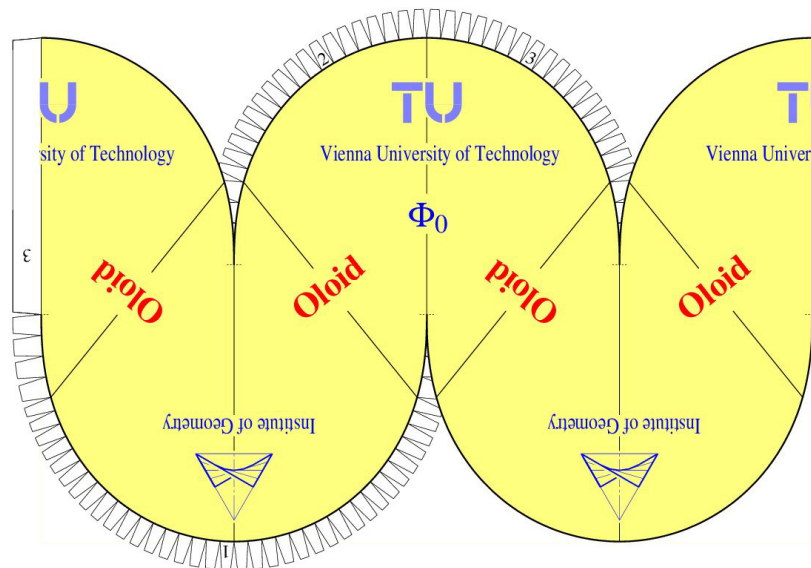 U TU T
2 3
sity of Technology Vienna University of Technology Vienna Univer
Φ0
3
Oloid Oloid Oloid Oloid
Institute of Geometry Institute of Geometry
1